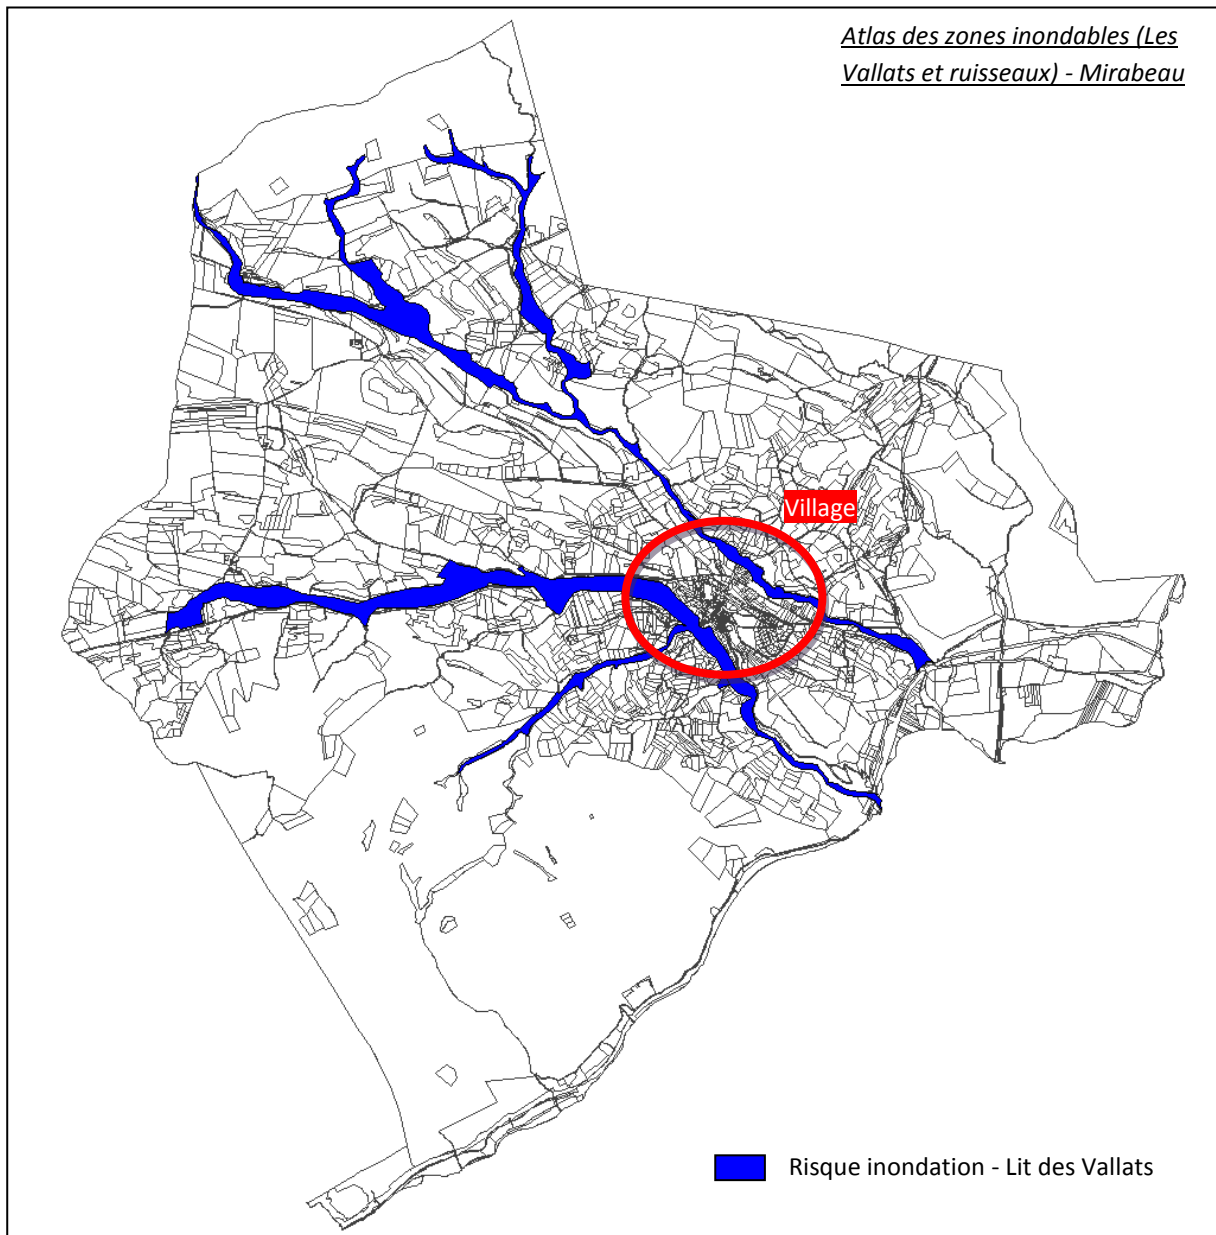 Atlas des zones inondables (Les
Vallats et ruisseaux) - Mirabeau
Village
Risque inondation - Lit des Vallats